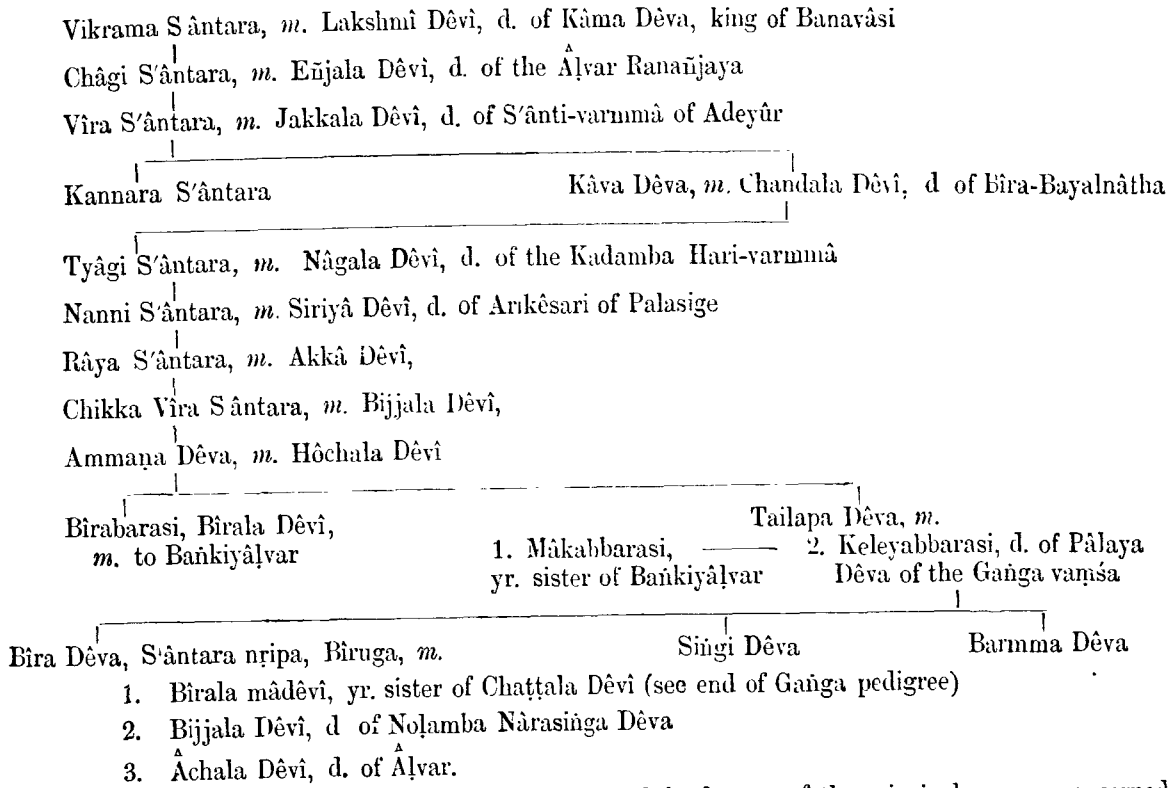 Vikrama S ântara, m. Lakshmî Dêvî, d. of Kâma Dêva, king of Banavâsi
Châgi S'ântara, m. Eñjala Dêvî, d. of the Âḷvar Ranañjaya
Vîra S'ântara, m. Jakkala Dêvî, d. of S'ânti-varmmâ of Adeyûr
Kannara S'ântara Kâva Dêva, m. Chandala Dêvî, d of Bîra-Bayalnâtha
Tyâgi S'ântara, m. Nâgala Dêvî, d. of the Kadamba Hari-varmmâ
Nanni S'ântara, m. Siriyâ Dêvî, d. of Arikêsari of Palasige
Râya S'ântara, m. Akkâ Dêvî,
Chikka Vîra S ântara, m. Bijjala Dêvî,
Ammaṇa Dêva, m. Hôchala Dêvî
Bîrabarasi, Bîrala Dêvî, Tailapa Dêva, m.
m. to Baṅkiyâḷvar 1. Mâkabbarasi, —— 2. Keleyabbarasi, d. of Pâlaya
yr. sister of Baṅkiyâḷvar Dêva of the Gaṅga vaṃśa
Bîra Dêva, S'ântara nṛipa, Bîruga, m. Siṅgi Dêva Barmma Dêva
1. Bîrala mâdêvî, yr. sister of Chaṭṭala Dêvî (see end of Gaṅga pedigree)
2. Bijjala Dêvî, d of Noḷamba Nârasiṅga Dêva
3. Âchala Dêvî, d. of Âḷvar.